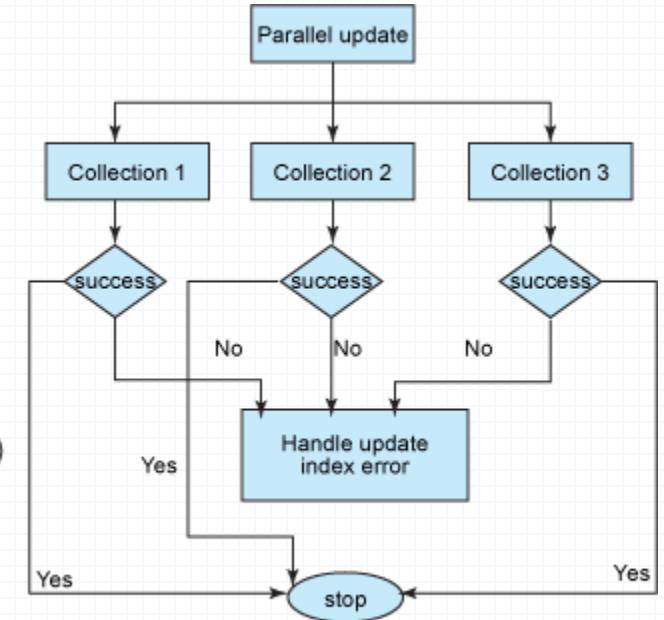 Parallel update
Collection 1
Collection 2
Collection 3
success
success
success
No
No
No
Handle update
index error
Yes
Yes
Yes
stop